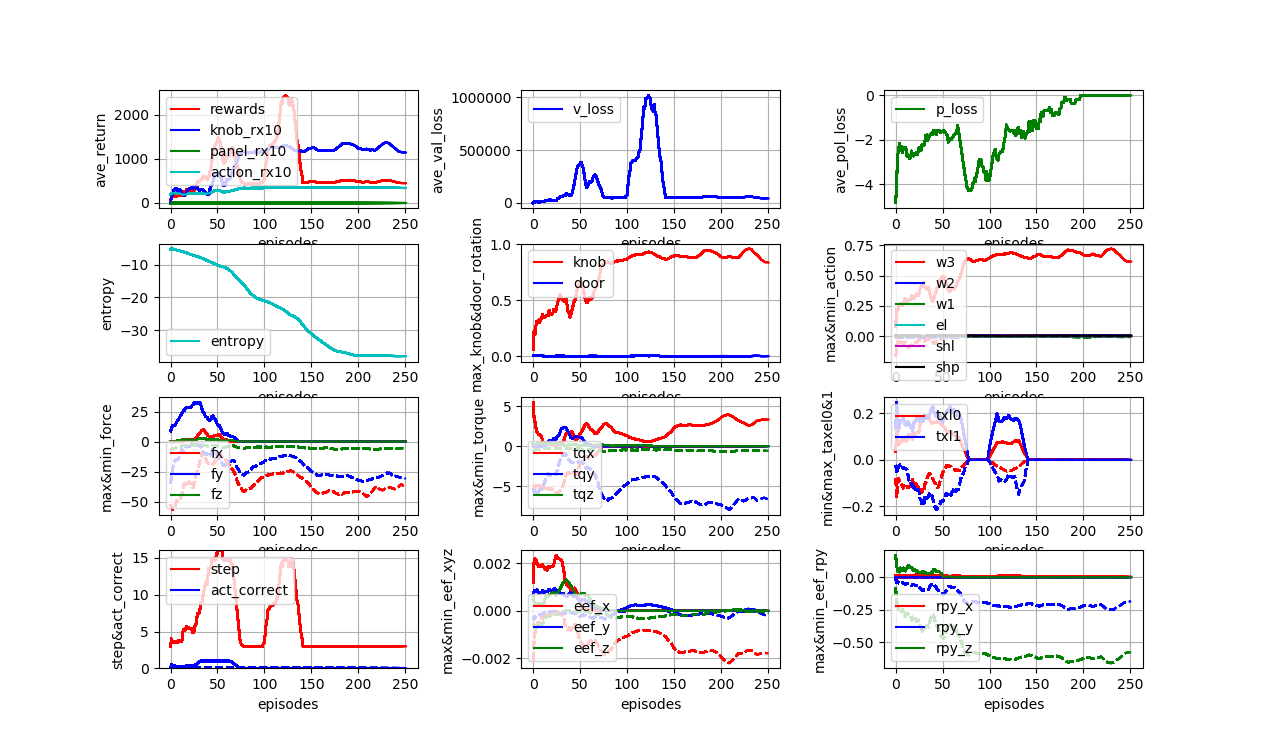 ave_return
2000
1000
0
rewards
knob_rx10
panel_rx10
action_rx10
0 50 100 150 200 250
episodes
ave_val_loss
1000000
500000
0
v_loss
0 50 100 150 200 250
ave_pol_loss
0
−2
−4
p_loss
0 50 100 150 200 250
entropy
−10
−20
−30
entropy
0 50 100 150 200 250
max_knob&door_rotation
1.0
0.5
0.0
knob
door
0 50 100 150 200 250
max&min_action
0.75
0.50
0.25
0.00
w3
w2
w1
el
shl
shp
0 50 100 150 200 250
max&min_force
25
0
−25
−50
fx
fy
fz
0 50 100 150 200 250
episodes
max&min_torque
5
0
−5
tqx
tqy
tqz
0 50 100 150 200 250
min&max_taxel0&1
0.2
0.0
−0.2
txl0
txl1
0 50 100 150 200 250
step&act_correct
15
10
5
0
step
act_correct
0 50 100 150 200 250
episodes
max&min_eef_xyz
0.002
0.000
−0.002
eef_x
eef_y
eef_z
0 50 100 150 200 250
episodes
max&min_eef_rpy
0.00
−0.25
−0.50
rpy_x
rpy_y
rpy_z
0 50 100 150 200 250
episodes